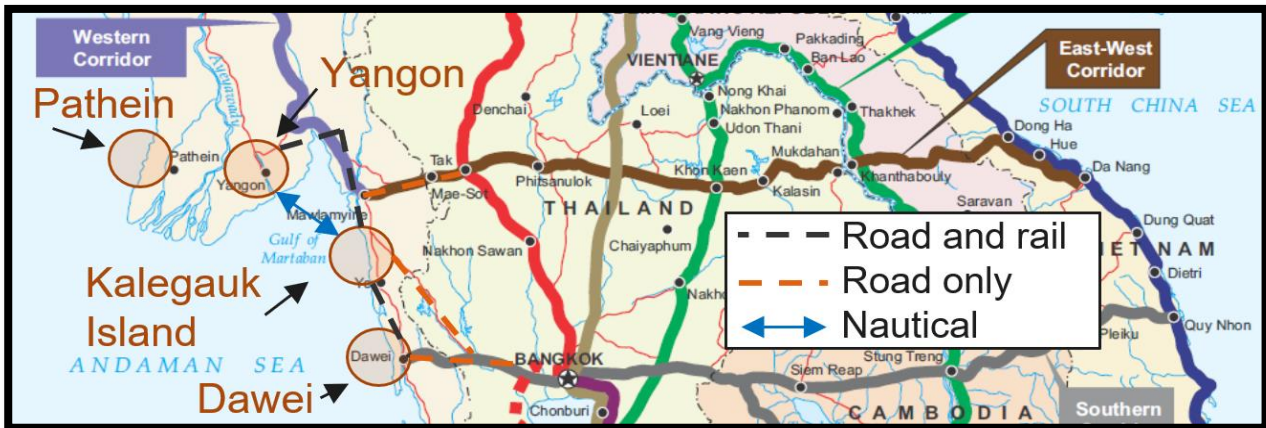 Western
Corridor
Pathein
Yangon
Ayeyawady
Pathein
Yangon
Mawlamyine
Gulf of
Martaban
Kalegauk
Island
Ye
ANDAMAN SEA
Dawei
Dawei
Vang Vieng
Pakkading
Ban Lao
VIENTIANE
Nong Khai
Nakhon Phanom
Thakhek
Udon Thani
Denchai
Loei
Tak
Mae-Sot
Phitsanulok
Khon Kaen
Mukdahan
Kalasin
Khanthabouly
THAILAND
Nakhon Sawan
Chaiyaphum
Nakho
BANGKOK
Chonburi
East-West
Corridor
SOUTH CHINA SEA
Dong Ha
Hue
Da Nang
Saravan
Dung Quat
IETNAM
Dietri
Quy Nhon
Pleiku
Stung Treng
Siem Reap
CAMBODIA
Southern
Road and rail
Road only
Nautical